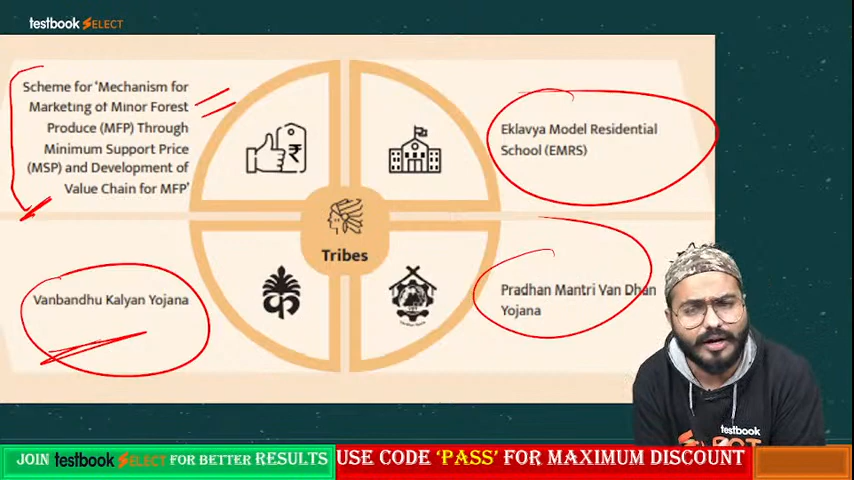 testbook SELECT
Scheme for 'Mechanism for
Marketing of Minor Forest
Produce (MFP) Through
Minimum Support Price
(MSP) and Development of
Value Chain for MFP'
Eklavya Model Residential
School (EMRS)
Tribes
Vanbandhu Kalyan Yojana
Pradhan Mantri Van Dhan
Yojana
क
testbook
SELECT
JOIN testbook SELECT FOR BETTER RESULTS
USE CODE 'PASS' FOR MAXIMUM DISCOUNT